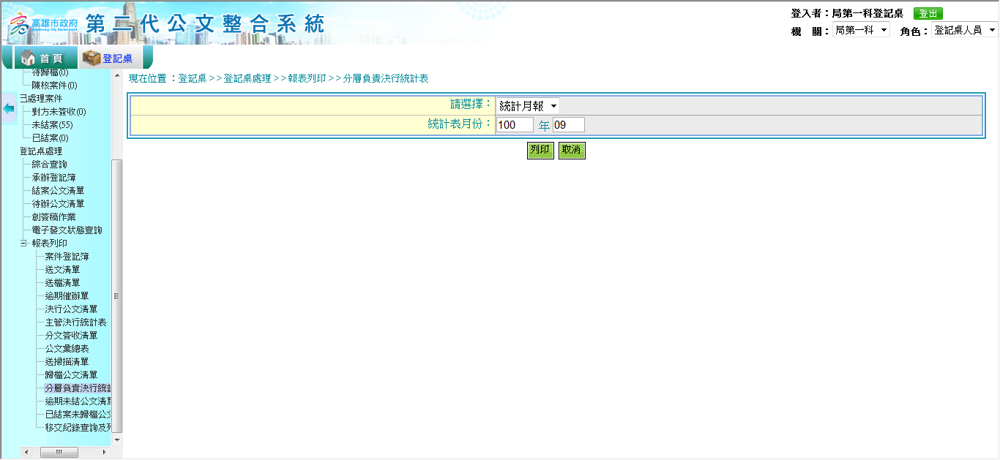 高雄市政府 第二代公文整合系統
Kaohsiung City Government
登入者：局第一科登記桌 登出
機 關： 局第一科 角色： 登記桌人員
首頁 登記桌
待歸檔(0)
陳核案件(0)
已處理案件
對方未簽收(0)
未結案(55)
已結案(0)
登記桌處理
綜合查詢
承辦登記簿
結案公文清單
待辦公文清單
創簽稿作業
電子發文狀態查詢
報表列印
案件登記簿
送文清單
送檔清單
逾期催辦單
決行公文清單
主管決行統計表
分文簽收清單
公文彙總表
送掃描清單
歸檔公文清單
分層負責決行統計
逾期未結公文清單
已結案未歸檔公文
移交紀錄查詢及列
現在位置 ：登記桌>>登記桌處理>>報表列印>>分層負責決行統計表
請選擇： 統計月報
統計表月份： 100 年 09
列印 取消